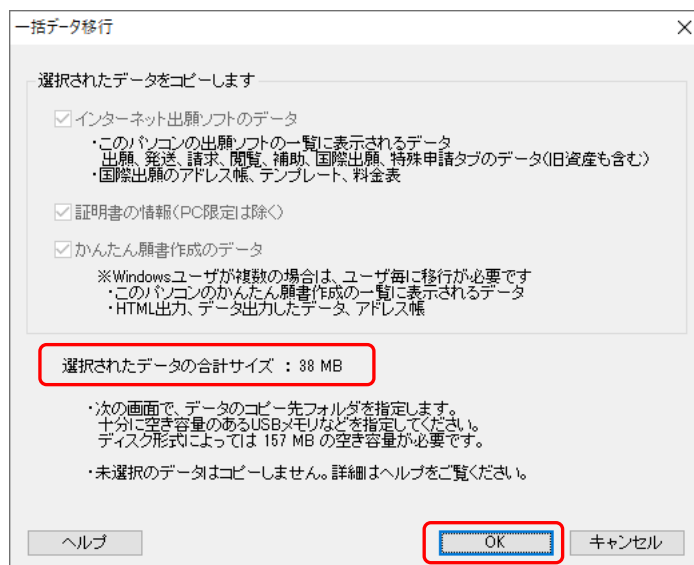 一括データ移行
選択されたデータをコピーします
インターネット出願ソフトのデータ
・このパソコンの出願ソフトの一覧に表示されるデータ
出願、発送、請求、閲覧、補助、国際出願、特殊申請タブのデータ(旧資産も含む)
・国際出願のアドレス帳、テンプレート、料金表
証明書の情報(PC限定は除く)
かんたん願書作成のデータ
※Windowsユーザが複数の場合は、ユーザ毎に移行が必要です
・このパソコンのかんたん願書作成の一覧に表示されるデータ
・HTML出力、データ出力したデータ、アドレス帳
選択されたデータの合計サイズ : 38 MB
・次の画面で、データのコピー先フォルダを指定します。
十分に空き容量のあるUSBメモリなどを指定してください。
ディスク形式によっては 157 MB の空き容量が必要です。
・未選択のデータはコピーしません。詳細はヘルプをご覧ください。
ヘルプ OK キャンセル